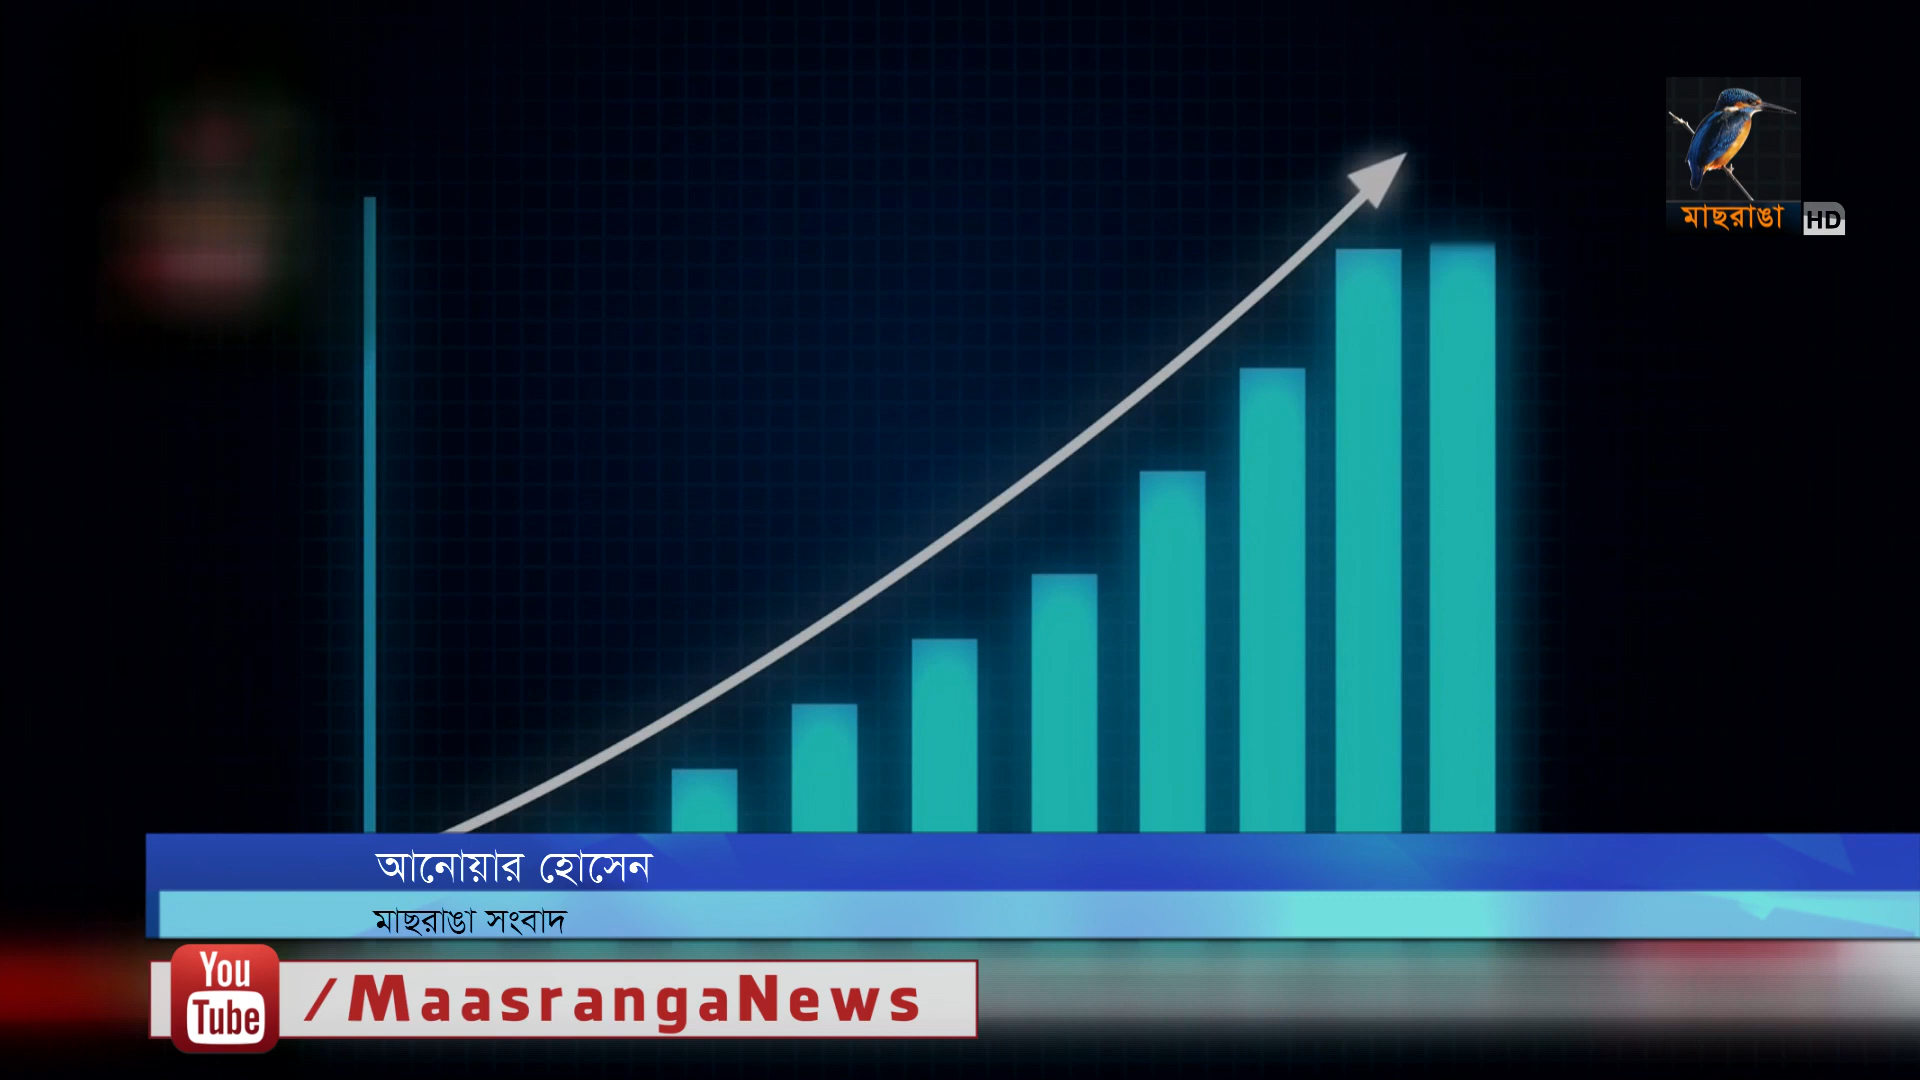 মাছরাঙা HD
আনোয়ার হোসেন
মাছরাঙা সংবাদ
You Tube /MaasrangaNews